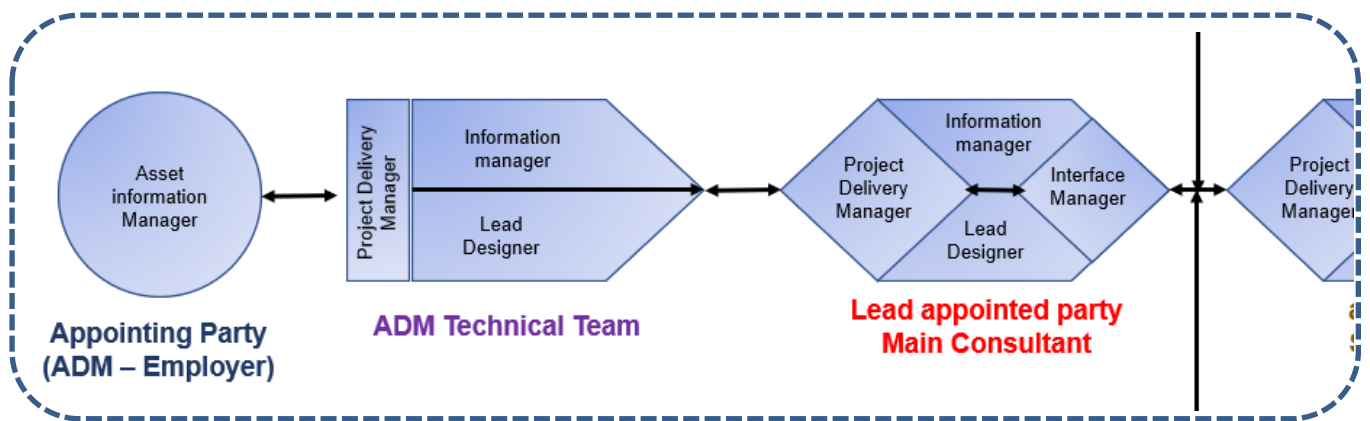 Asset
information
Manager
Project Delivery
Manager
Information
manager
Lead
Designer
Project
Delivery
Manager
Information
manager
Interface
Manager
Lead
Designer
Project
Delivery
Manager
Appointing Party
(ADM – Employer)
ADM Technical Team
Lead appointed party
Main Consultant